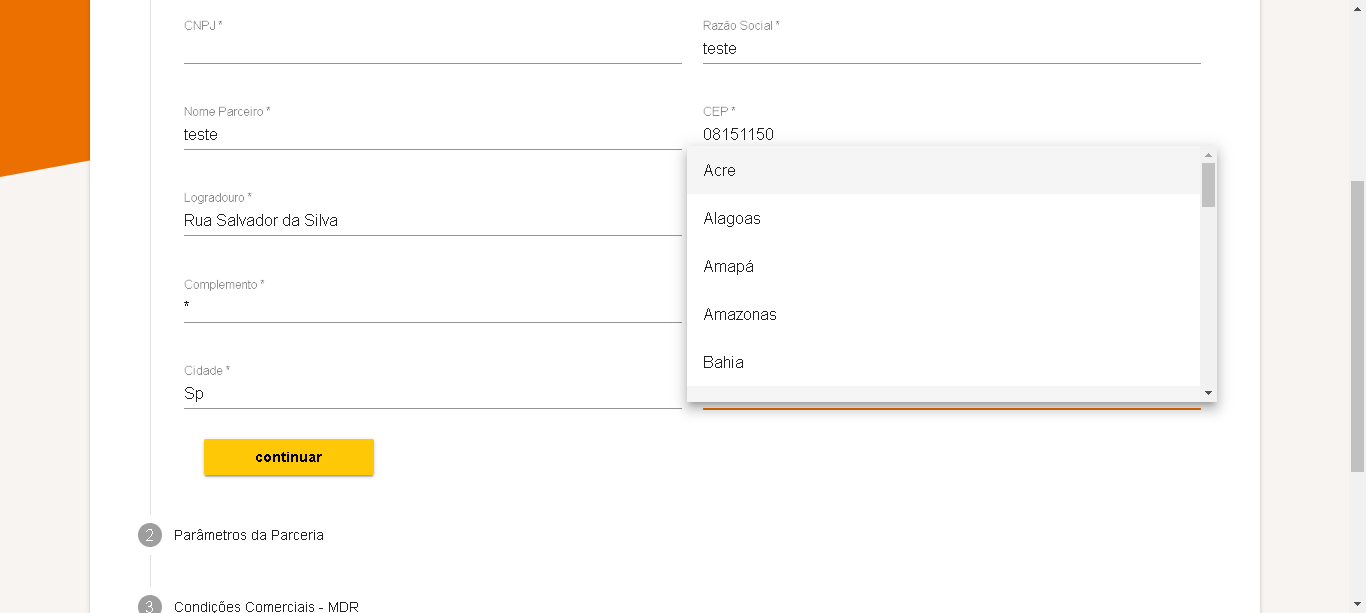 CNPJ *
Razão Social *
teste
Nome Parceiro *
teste
CEP *
08151150
Logradouro *
Rua Salvador da Silva
Complemento *
*
Cidade *
Sp
Acre
Alagoas
Amapá
Amazonas
Bahia
continuar
2 Parâmetros da Parceria
3 Condições Comerciais - MDR